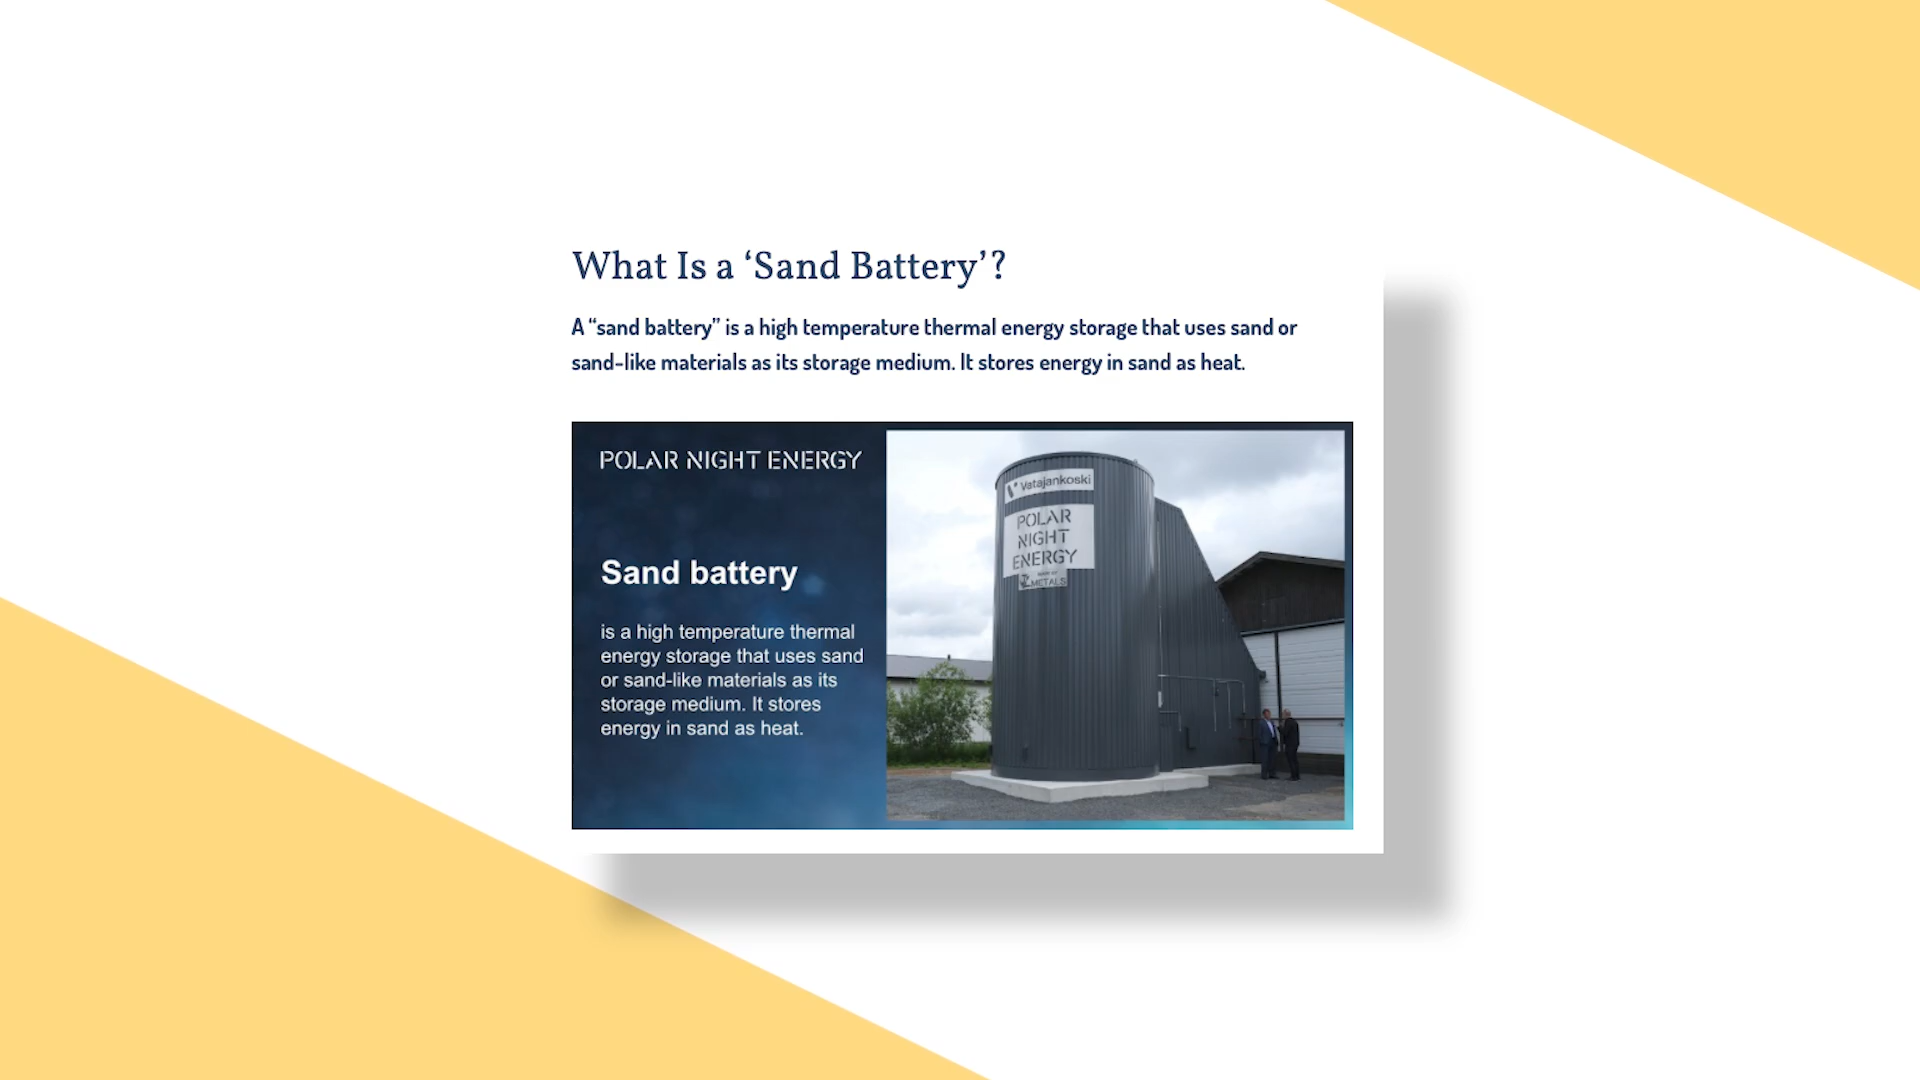 What Is a ‘Sand Battery’?
A “sand battery” is a high temperature thermal energy storage that uses sand or
sand-like materials as its storage medium. It stores energy in sand as heat.
POLAR NIGHT ENERGY
Sand battery
is a high temperature thermal
energy storage that uses sand
or sand-like materials as its
storage medium. It stores
energy in sand as heat.
Vatajankoski
POLAR
NIGHT
ENERGY
METALS